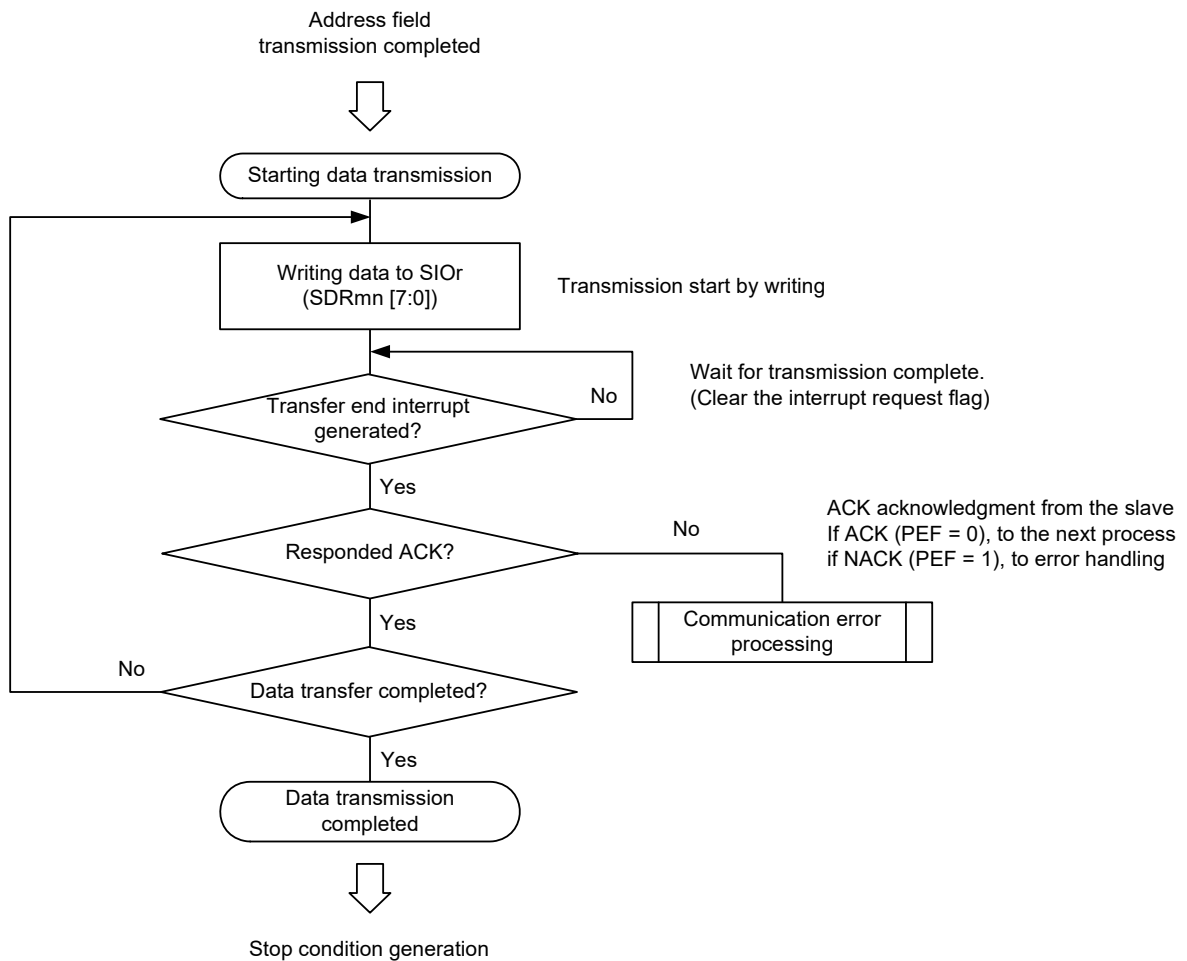 Address field
transmission completed
Starting data transmission
Writing data to SIOr
(SDRmn [7:0])
Transmission start by writing
Wait for transmission complete.
(Clear the interrupt request flag)
No
Transfer end interrupt
generated?
Yes
ACK acknowledgment from the slave
If ACK (PEF = 0), to the next process
if NACK (PEF = 1), to error handling
No
Responded ACK?
Communication error
processing
Yes
No
Data transfer completed?
Yes
Data transmission
completed
Stop condition generation